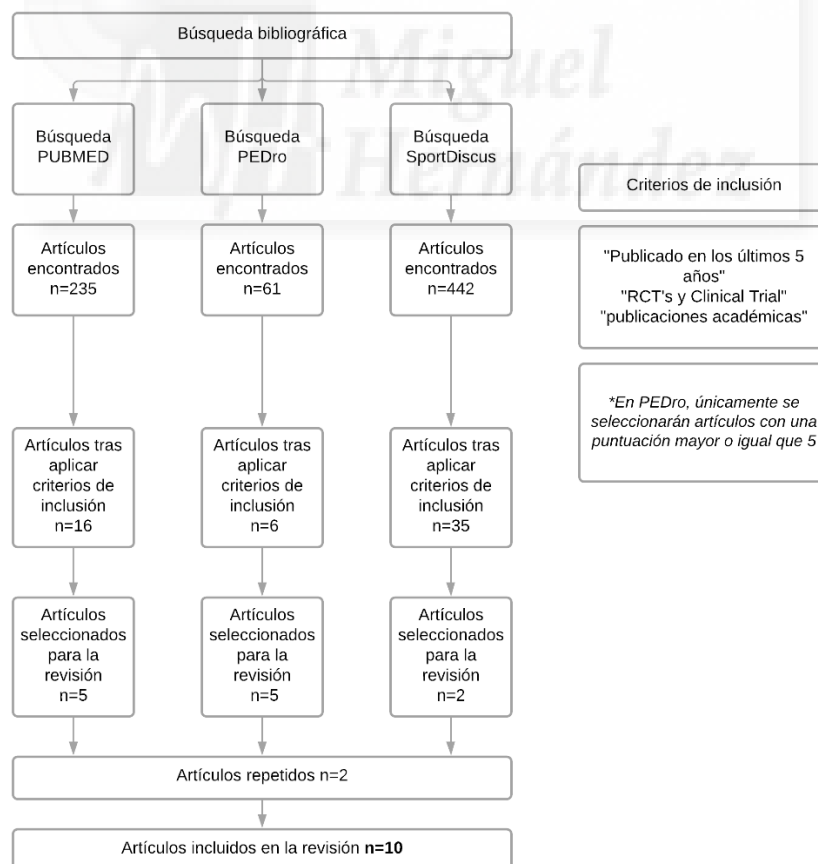 Miguel
Hernández
Búsqueda bibliográfica
Búsqueda
PUBMED
Búsqueda
PEDro
Búsqueda
SportDiscus
Criterios de inclusión
Artículos
encontrados
n=235
Artículos
encontrados
n=61
Artículos
encontrados
n=442
"Publicado en los últimos 5
años"
"RCT's y Clinical Trial"
"publicaciones académicas"
*En PEDro, únicamente se
seleccionarán artículos con una
puntuación mayor o igual que 5
Artículos tras
aplicar
criterios de
inclusión
n=16
Artículos tras
aplicar
criterios de
inclusión
n=6
Artículos tras
aplicar
criterios de
inclusión
n=35
Artículos
seleccionados
para la
revisión
n=5
Artículos
seleccionados
para la
revisión
n=5
Artículos
seleccionados
para la
revisión
n=2
Artículos repetidos n=2
Artículos incluidos en la revisión n=10